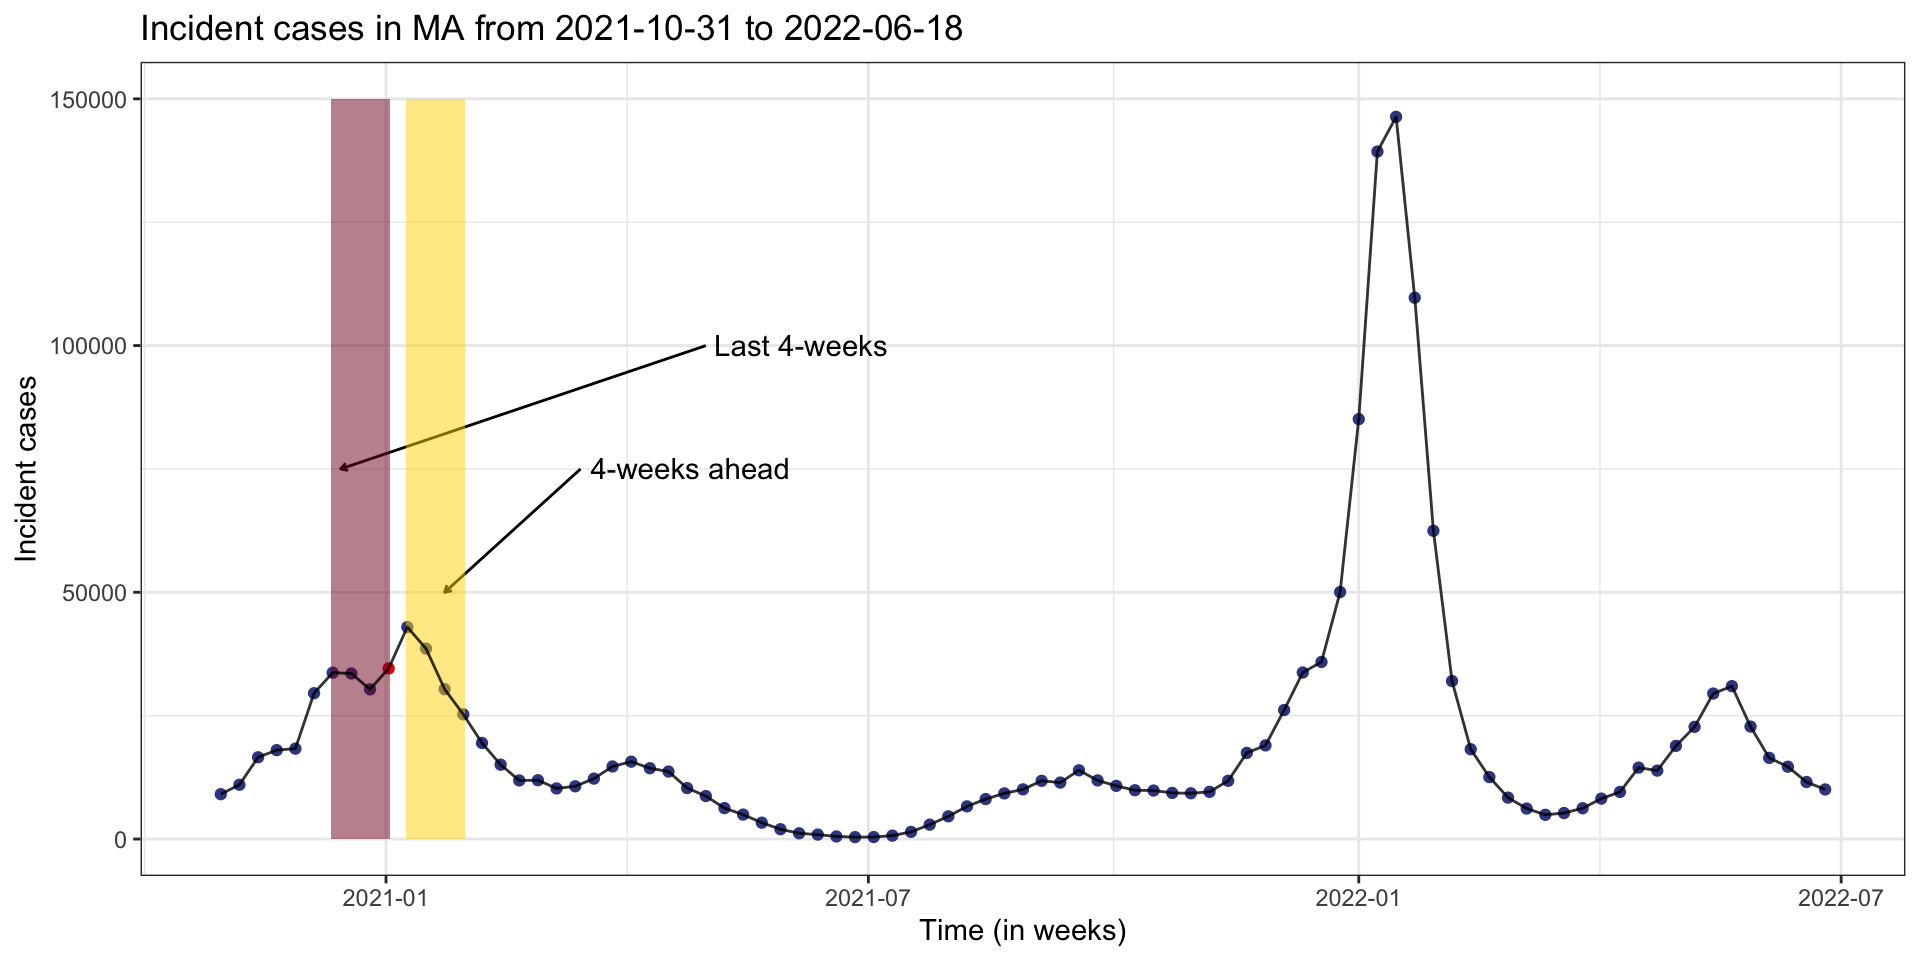 Incident cases in MA from 2021-10-31 to 2022-06-18
150000
100000
50000
0
Incident cases
Last 4-weeks
4-weeks ahead
2021-01
2021-07
2022-01
2022-07
Time (in weeks)